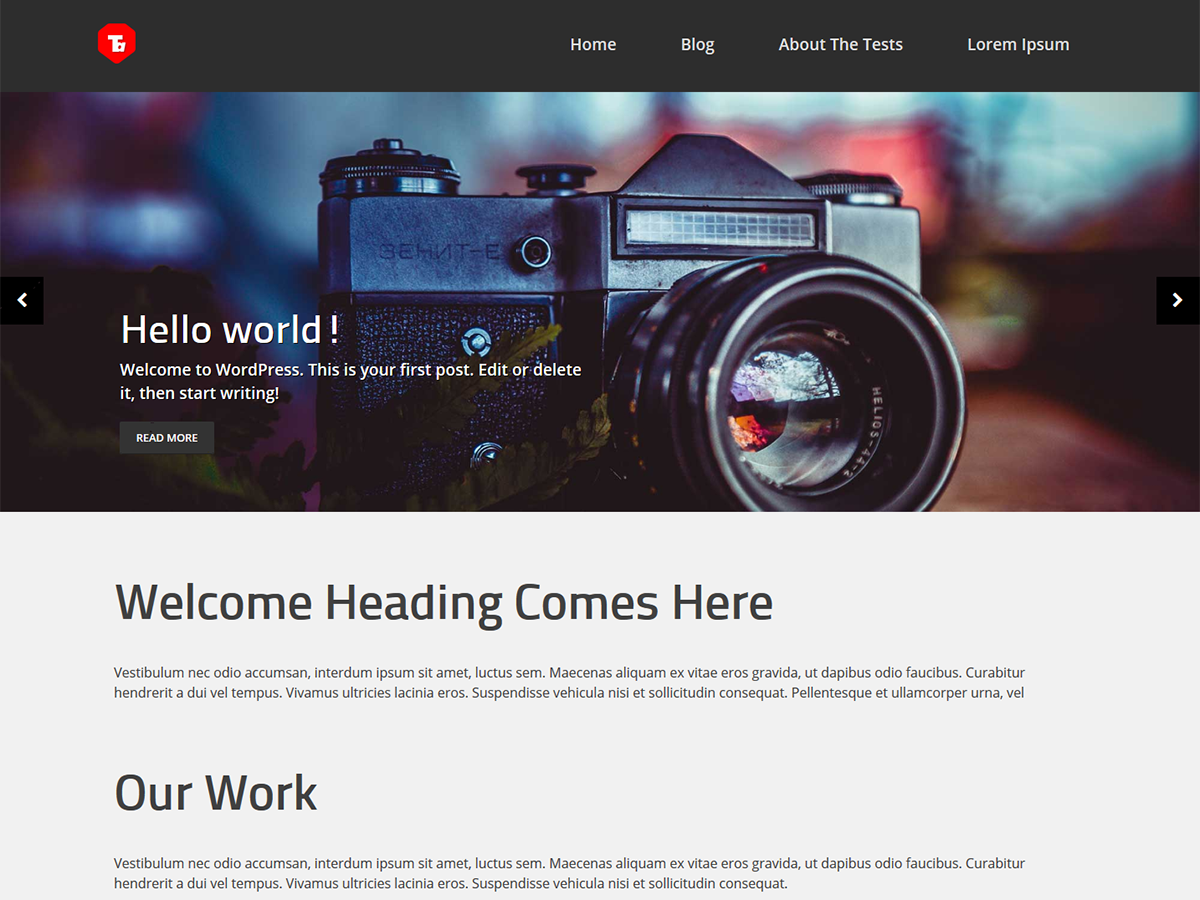 Home
Blog
About The Tests
Lorem Ipsum
ЗЕНИТ-Е
HELIOS-44-2
Hello world!
Welcome to WordPress. This is your first post. Edit or delete
it, then start writing!
READ MORE
Welcome Heading Comes Here
Vestibulum nec odio accumsan, interdum ipsum sit amet, luctus sem. Maecenas aliquam ex vitae eros gravida, ut dapibus odio faucibus. Curabitur
hendrerit a dui vel tempus. Vivamus ultricies lacinia eros. Suspendisse vehicula nisi et sollicitudin consequat. Pellentesque et ullamcorper urna, vel
Our Work
Vestibulum nec odio accumsan, interdum ipsum sit amet, luctus sem. Maecenas aliquam ex vitae eros gravida, ut dapibus odio faucibus. Curabitur
hendrerit a dui vel tempus. Vivamus ultricies lacinia eros. Suspendisse vehicula nisi et sollicitudin consequat.